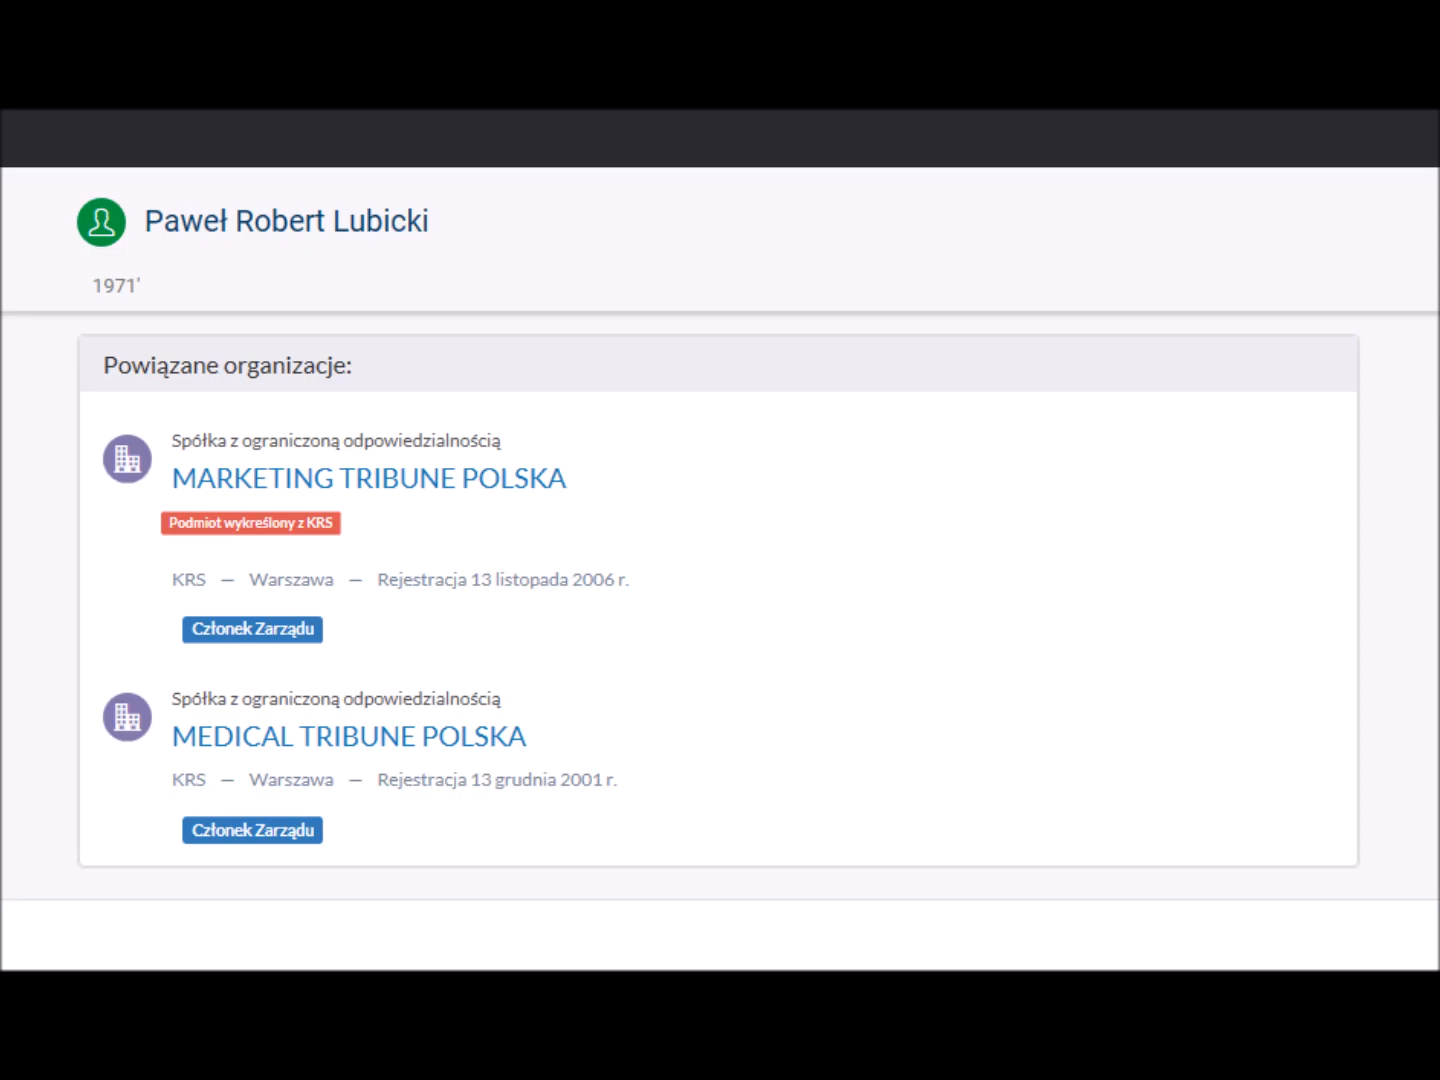 Paweł Robert Lubicki
1971'
Powiązane organizacje:
Spółka z ograniczoną odpowiedzialnością
MARKETING TRIBUNE POLSKA
Podmiot wykreślony z KRS
KRS — Warszawa — Rejestracja 13 listopada 2006 r.
Członek Zarządu
Spółka z ograniczoną odpowiedzialnością
MEDICAL TRIBUNE POLSKA
KRS — Warszawa — Rejestracja 13 grudnia 2001 r.
Członek Zarządu